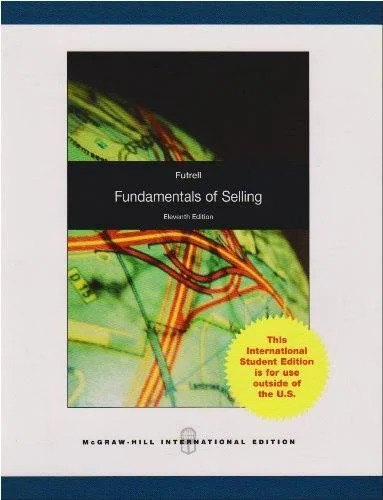 Futrell
Fundamentals of Selling
Eleventh Edition
D15
This
International
Student Edition
is for use
outside of
the U.S.
McGRAW-HILL INTERNATIONAL EDITION